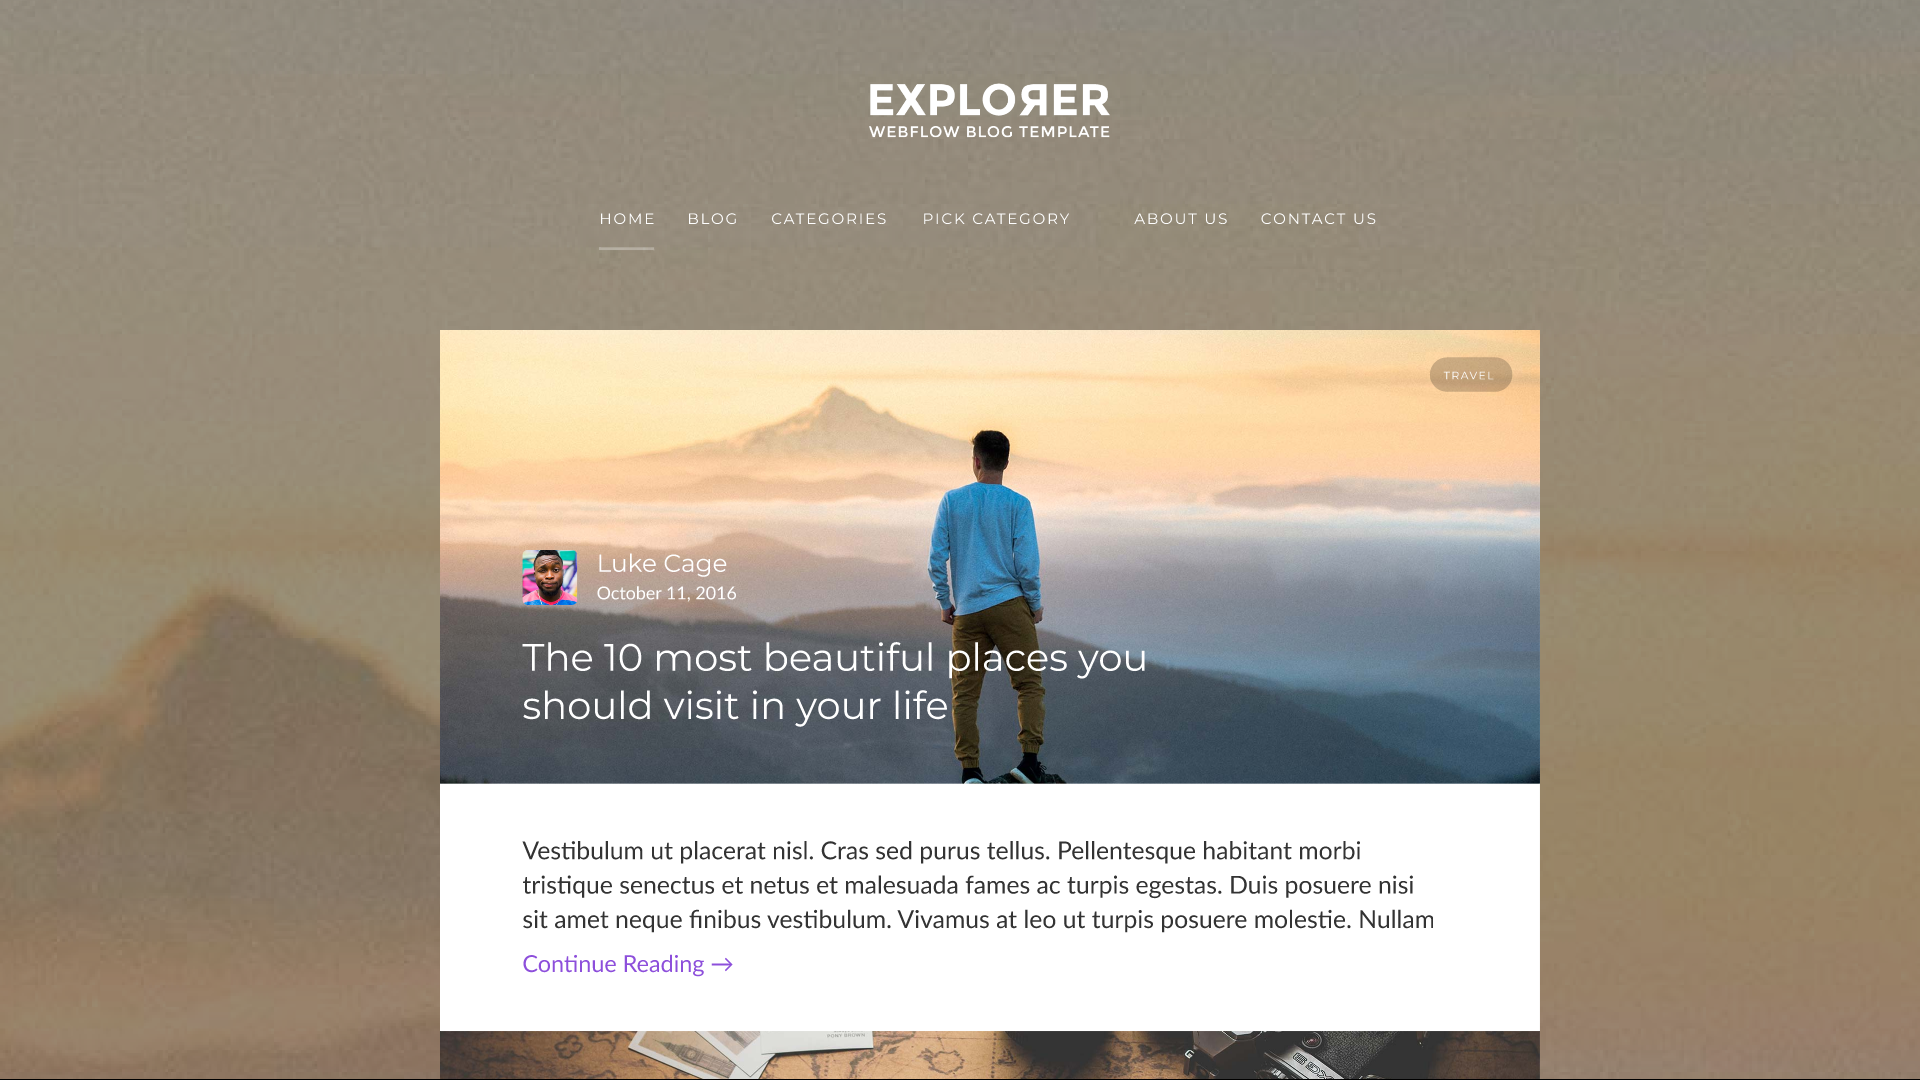 EXPLOЯER
WEBFLOW BLOG TEMPLATE
HOME BLOG CATEGORIES PICK CATEGORY ABOUT US CONTACT US
TRAVEL
Luke Cage
October 11, 2016
The 10 most beautiful places you
should visit in your life
Vestibulum ut placerat nisl. Cras sed purus tellus. Pellentesque habitant morbi
tristique senectus et netus et malesuada fames ac turpis egestas. Duis posuere nisi
sit amet neque finibus vestibulum. Vivamus at leo ut turpis posuere molestie. Nullam
Continue Reading →
PONY BROWN